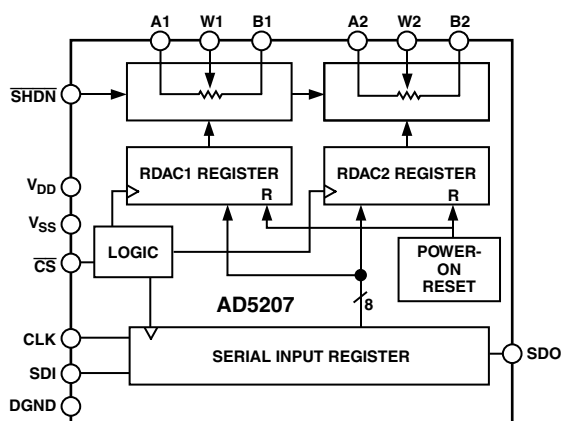 A1 W1 B1 A2 W2 B2
SHDN
RDAC1 REGISTER
R
RDAC2 REGISTER
R
VDD
VSS
LOGIC
CS
POWER-
ON
RESET
8
AD5207
CLK
SERIAL INPUT REGISTER
SDO
SDI
DGND